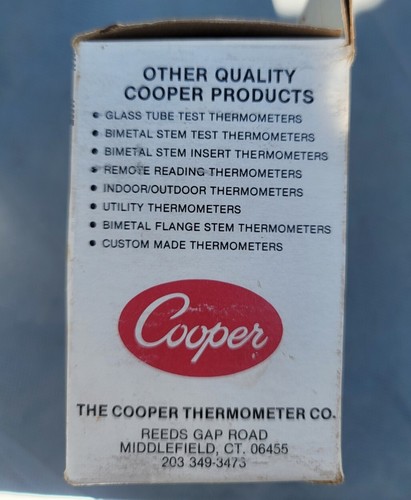 OTHER QUALITY
COOPER PRODUCTS
• GLASS TUBE TEST THERMOMETERS
• BIMETAL STEM TEST THERMOMETERS
• BIMETAL STEM INSERT THERMOMETERS
• REMOTE READING THERMOMETERS
• INDOOR/OUTDOOR THERMOMETERS
• UTILITY THERMOMETERS
• BIMETAL FLANGE STEM THERMOMETERS
• CUSTOM MADE THERMOMETERS
Cooper
THE COOPER THERMOMETER CO.
REEDS GAP ROAD
MIDDLEFIELD, CT. 06455
203 349-3473